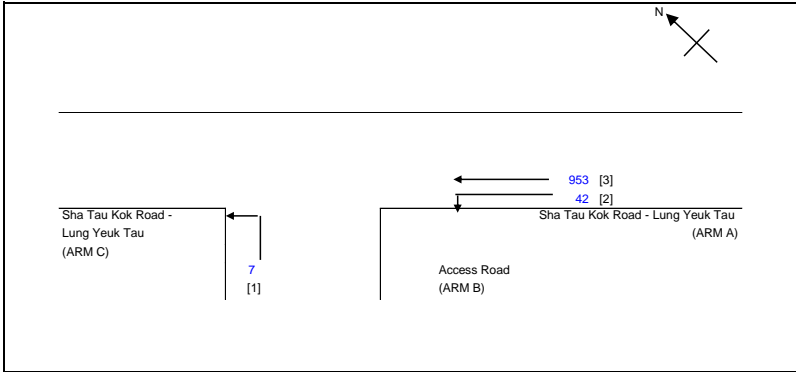 N
953 [3]
42 [2]
Sha Tau Kok Road -
Lung Yeuk Tau
(ARM C)
Sha Tau Kok Road - Lung Yeuk Tau
(ARM A)
7
[1]
Access Road
(ARM B)